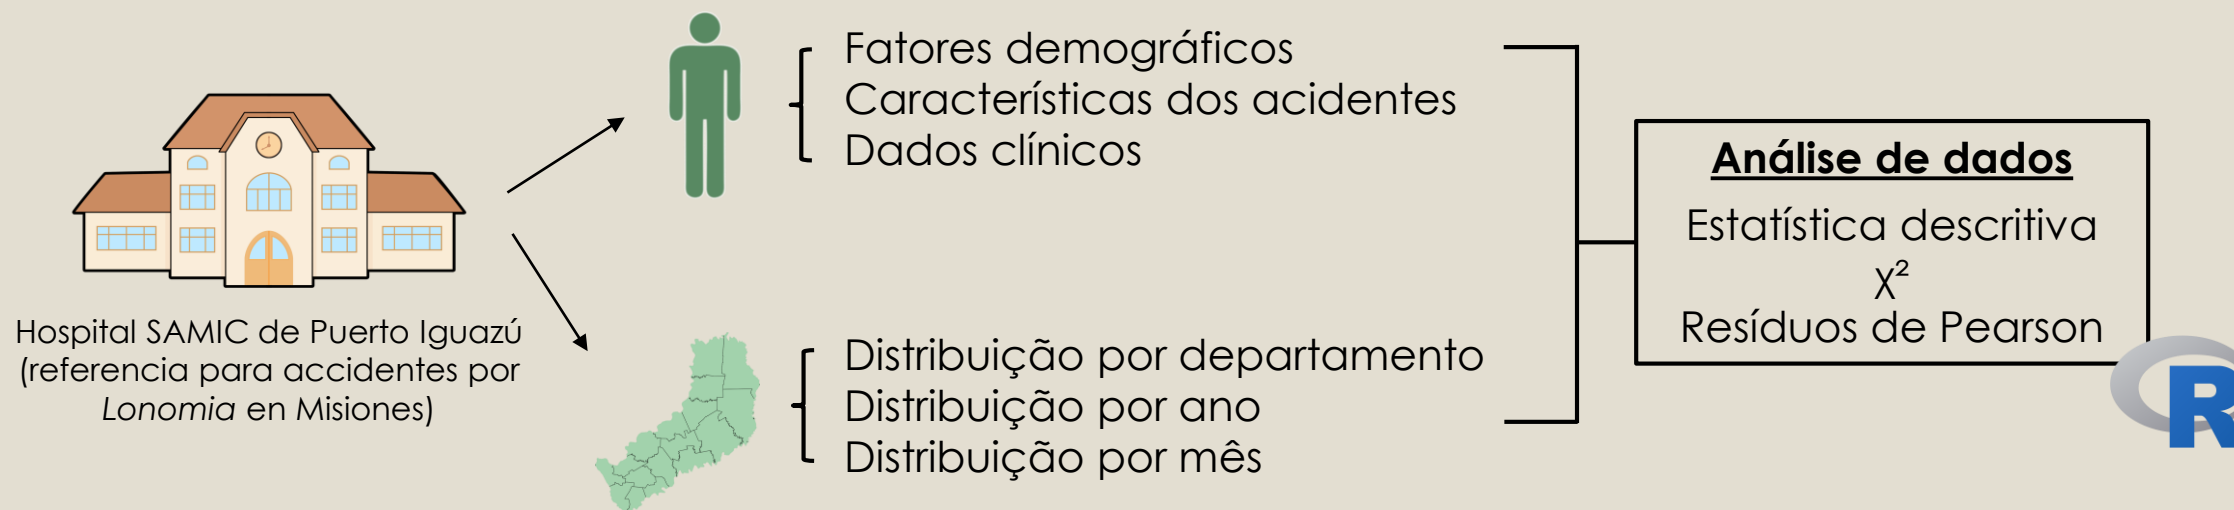 Hospital SAMIC de Puerto Iguazú
(referencia para accidentes por
Lonomia en Misiones)
Fatores demográficos
Características dos acidentes
Dados clínicos
Distribuição por departamento
Distribuição por ano
Distribuição por mês
Análise de dados
Estatística descritiva
X²
Resíduos de Pearson
R